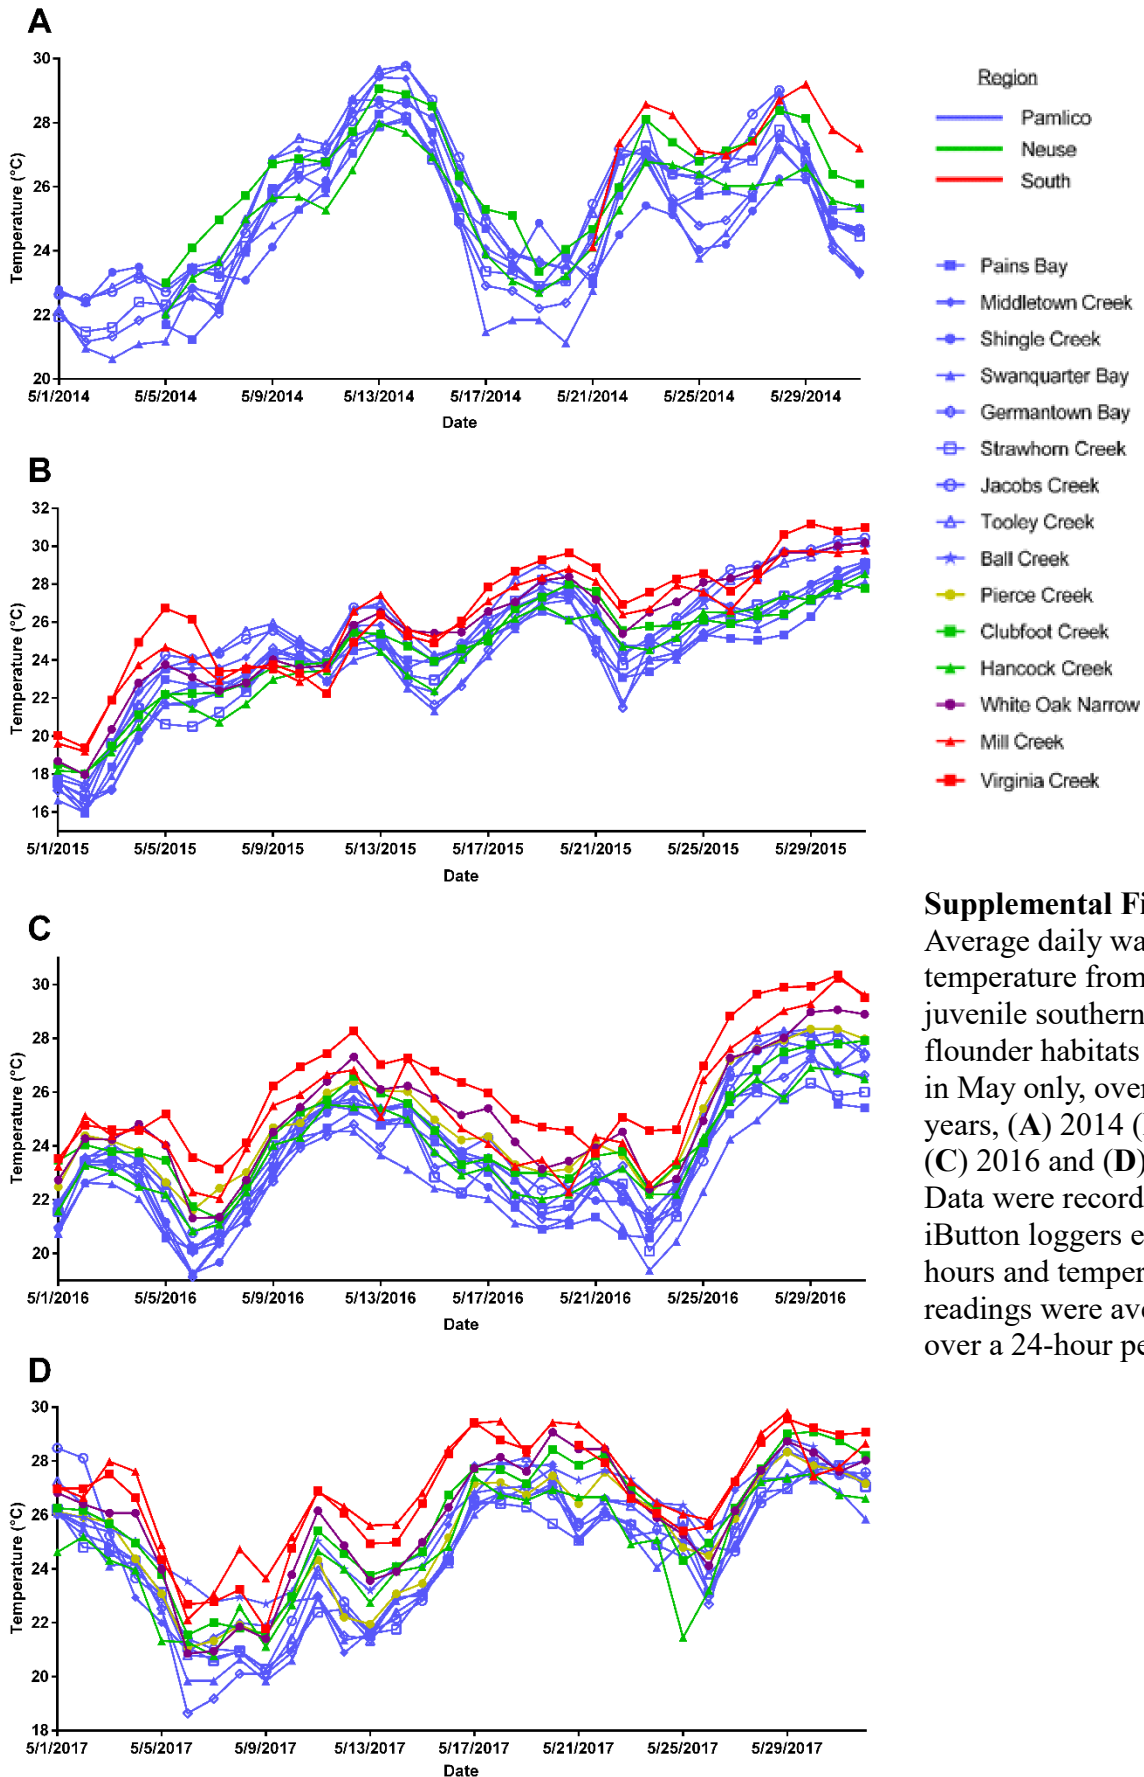 A
30
28
26
24
22
20
Temperature (°C)
5/1/2014 5/5/2014 5/9/2014 5/13/2014 5/17/2014 5/21/2014 5/25/2014 5/29/2014
Date
B
32
30
28
26
24
22
20
18
16
Temperature (°C)
5/1/2015 5/5/2015 5/9/2015 5/13/2015 5/17/2015 5/21/2015 5/25/2015 5/29/2015
Date
C
30
28
26
24
22
20
Temperature (°C)
5/1/2016 5/5/2016 5/9/2016 5/13/2016 5/17/2016 5/21/2016 5/25/2016 5/29/2016
Date
D
30
28
26
24
22
20
18
Temperature (°C)
5/1/2017 5/5/2017 5/9/2017 5/13/2017 5/17/2017 5/21/2017 5/25/2017 5/29/2017
Date
Region
Pamlico
Neuse
South
Pains Bay
Middletown Creek
Shingle Creek
Swanquarter Bay
Germantown Bay
Strawhorn Creek
Jacobs Creek
Tooley Creek
Ball Creek
Pierce Creek
Clubfoot Creek
Hancock Creek
White Oak Narrow
Mill Creek
Virginia Creek
Supplemental Fi
Average daily wa
temperature from
juvenile southern
flounder habitats
in May only, over
years, (A) 2014 (
(C) 2016 and (D)
Data were record
iButton loggers e
hours and temper
readings were ave
over a 24-hour pe